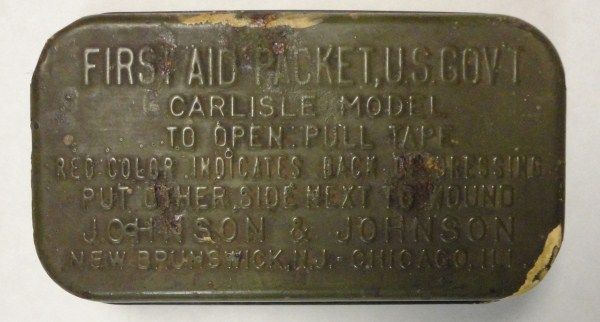 FIRST AID PACKET, U.S. GOV'T
CARLISLE MODEL
TO OPEN PULL TAPE
RED COLOR INDICATES BACK OF DRESSING
PUT OTHER SIDE NEXT TO WOUND
JOHNSON & JOHNSON
NEW BRUNSWICK, N.J. CHICAGO, ILL.